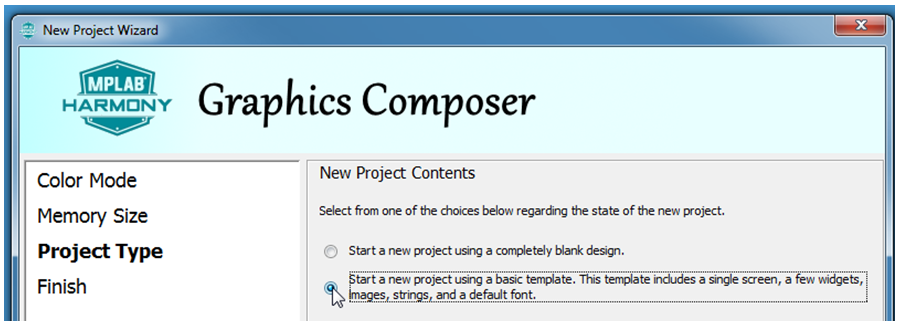 New Project Wizard
MPLAB
HARMONY
Graphics Composer
Color Mode
Memory Size
Project Type
Finish
New Project Contents
Select from one of the choices below regarding the state of the new project.
Start a new project using a completely blank design.
Start a new project using a basic template. This template includes a single screen, a few widgets,
images, strings, and a default font.